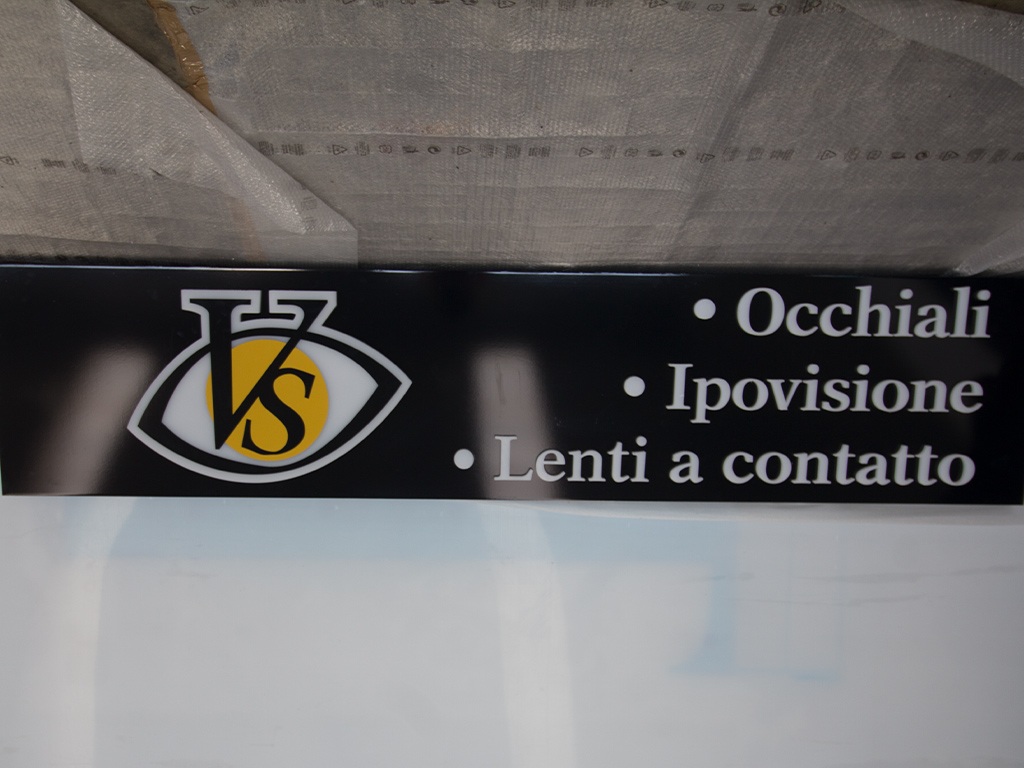 VS
• Occhiali
• Ipovisione
• Lenti a contatto